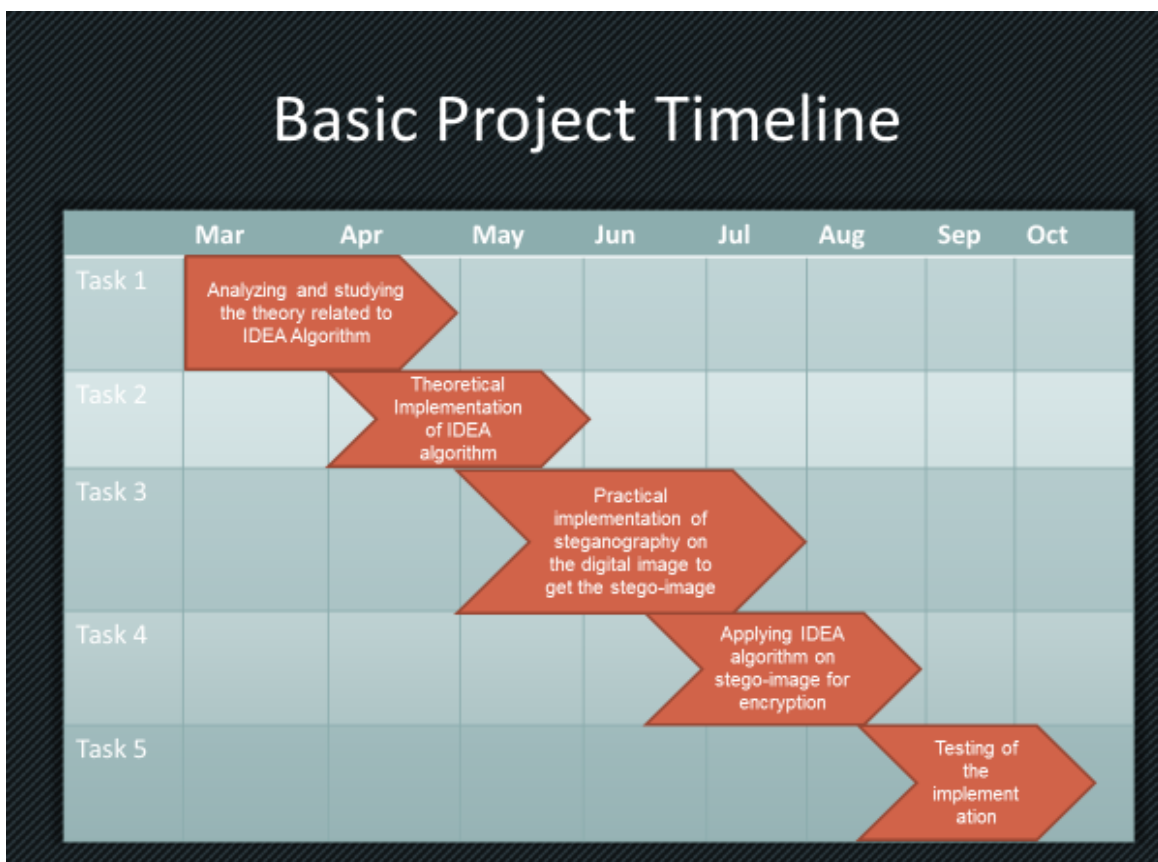 Basic Project Timeline
Mar Apr May Jun Jul Aug Sep Oct
Task 1
Analyzing and studying
the theory related to
IDEA Algorithm
Task 2
Theoretical
Implementation
of IDEA
algorithm
Task 3
Practical
implementation of
steganography on
the digital image to
get the stego-image
Task 4
Applying IDEA
algorithm on
stego-image for
encryption
Task 5
Testing of
the
implement
ation